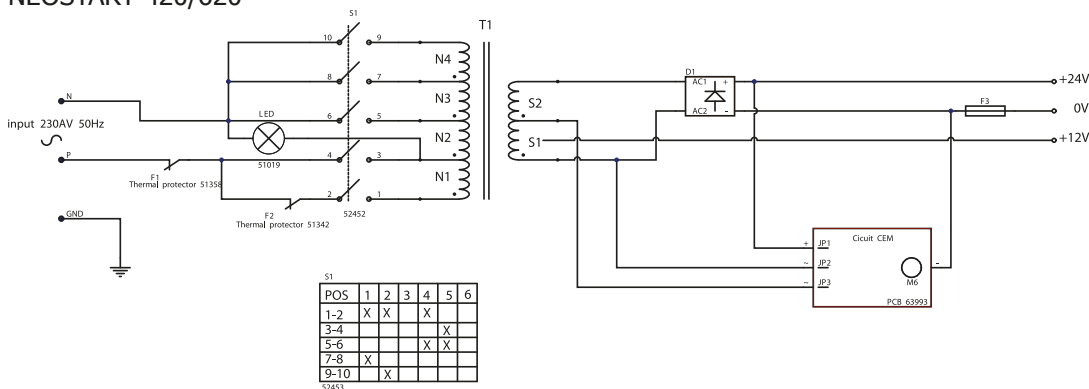 S1
T1
10
9
N4
8
7
D1
AC1
+
+24V
N3
S2
AC2
-
F3
0V
N
LED
6
5
input 230AV 50Hz
N2
S1
+12V
P
51019
4
3
F1
Thermal protector 51358
N1
2
1
F2
52452
Thermal protector 51342
GND
Cicuit CEM
+
JP1
~
JP2
-
~
JP3
M6
PCB 63993
S1
POS 1 2 3 4 5 6
1-2 X X X
3-4 X
5-6 X X
7-8 X
9-10 X
52453